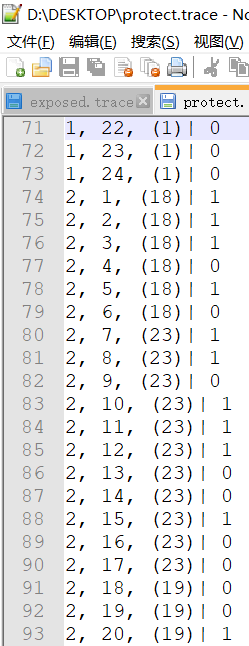 D:\DESKTOP\protect.trace - No
文件(F) 编辑(E) 搜索(S) 视图(V)
exposed.trace protect.
71 1, 22, (1)| 0
72 1, 23, (1)| 0
73 1, 24, (1)| 0
74 2, 1, (18)| 1
75 2, 2, (18)| 1
76 2, 3, (18)| 1
77 2, 4, (18)| 0
78 2, 5, (18)| 1
79 2, 6, (18)| 0
80 2, 7, (23)| 1
81 2, 8, (23)| 1
82 2, 9, (23)| 0
83 2, 10, (23)| 1
84 2, 11, (23)| 1
85 2, 12, (23)| 1
86 2, 13, (23)| 0
87 2, 14, (23)| 0
88 2, 15, (23)| 1
89 2, 16, (23)| 0
90 2, 17, (23)| 0
91 2, 18, (19)| 0
92 2, 19, (19)| 0
93 2, 20, (19)| 1